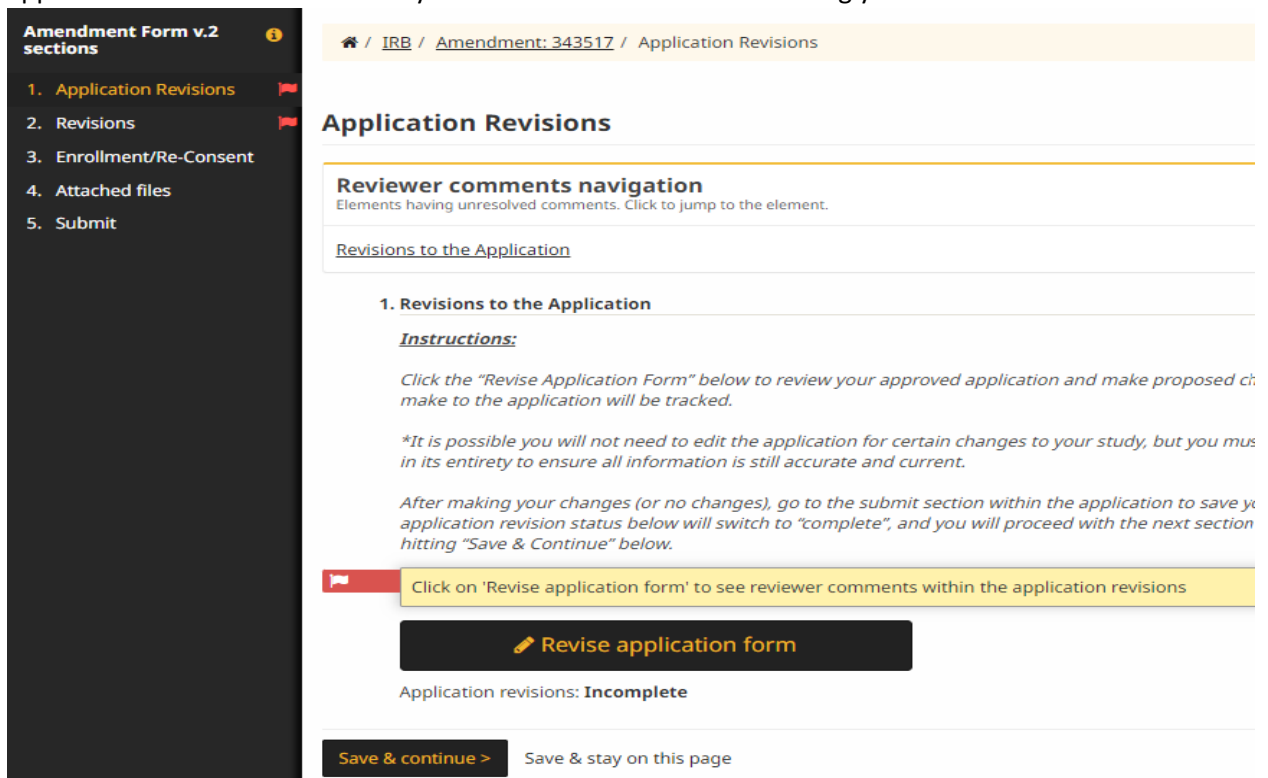 Amendment Form v.2
sections
1. Application Revisions
2. Revisions
3. Enrollment/Re-Consent
4. Attached files
5. Submit
/ IRB / Amendment: 343517 / Application Revisions
Application Revisions
Reviewer comments navigation
Elements having unresolved comments. Click to jump to the element.
Revisions to the Application
1. Revisions to the Application
Instructions:
Click the “Revise Application Form” below to review your approved application and make proposed
make to the application will be tracked.
*It is possible you will not need to edit the application for certain changes to your study, but you
in its entirety to ensure all information is still accurate and current.
After making your changes (or no changes), go to the submit section within the application to save
application revision status below will switch to “complete”, and you will proceed with the next section
hitting “Save & Continue” below.
Click on 'Revise application form' to see reviewer comments within the application revisions
Revise application form
Application revisions: Incomplete
Save & continue > Save & stay on this page